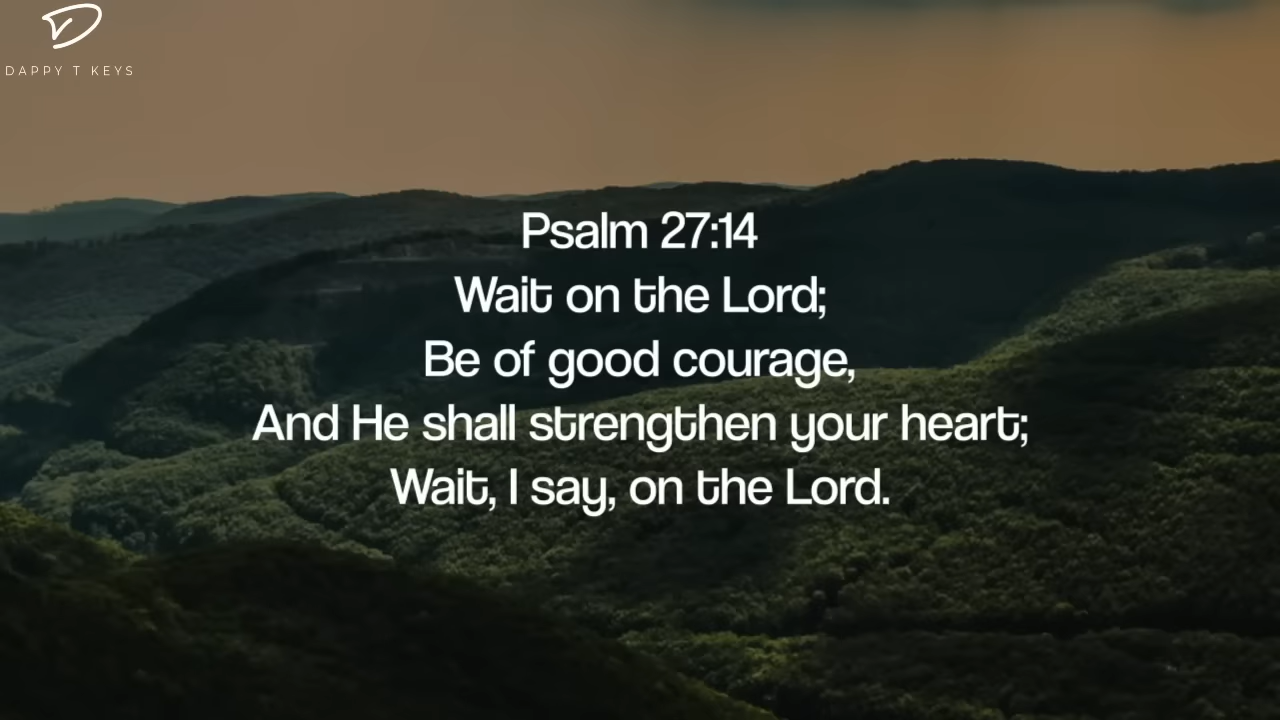 DAPPY T KEYS
Psalm 27:14
Wait on the Lord;
Be of good courage,
And He shall strengthen your heart;
Wait, I say, on the Lord.